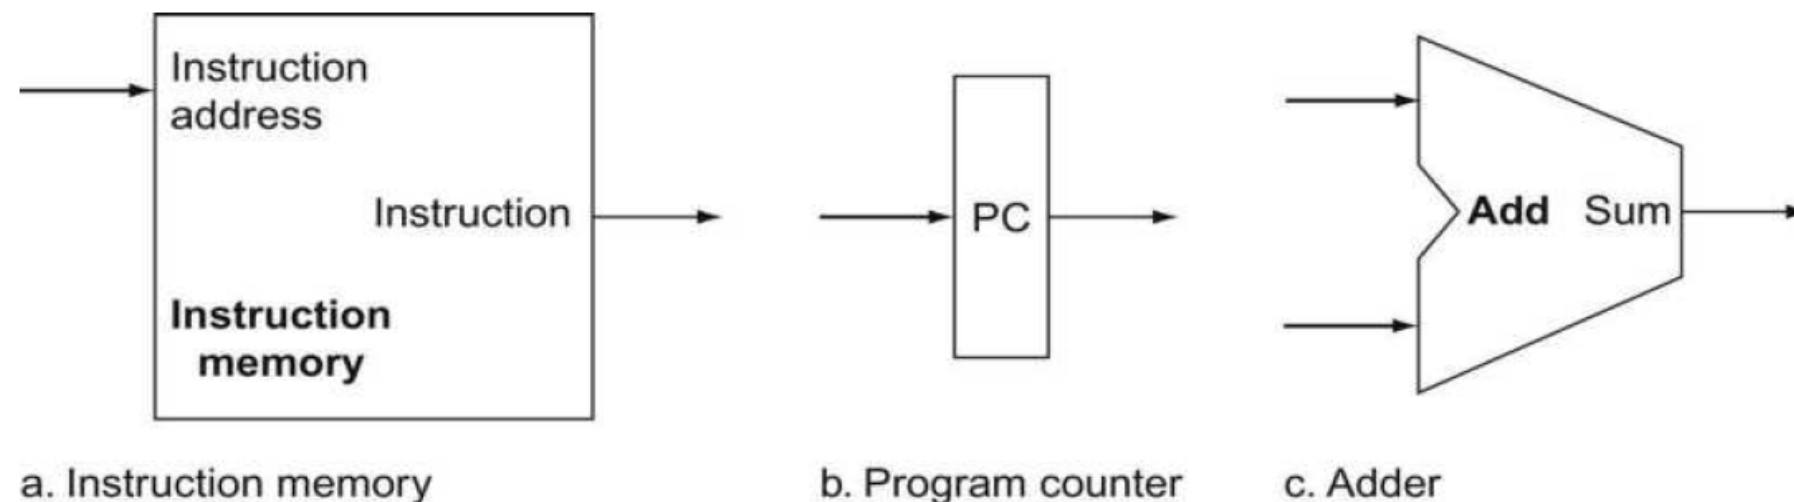 Instruction
address
Instruction
Instruction
memory
a. Instruction memory
PC
b. Program counter
Add Sum
c. Adder